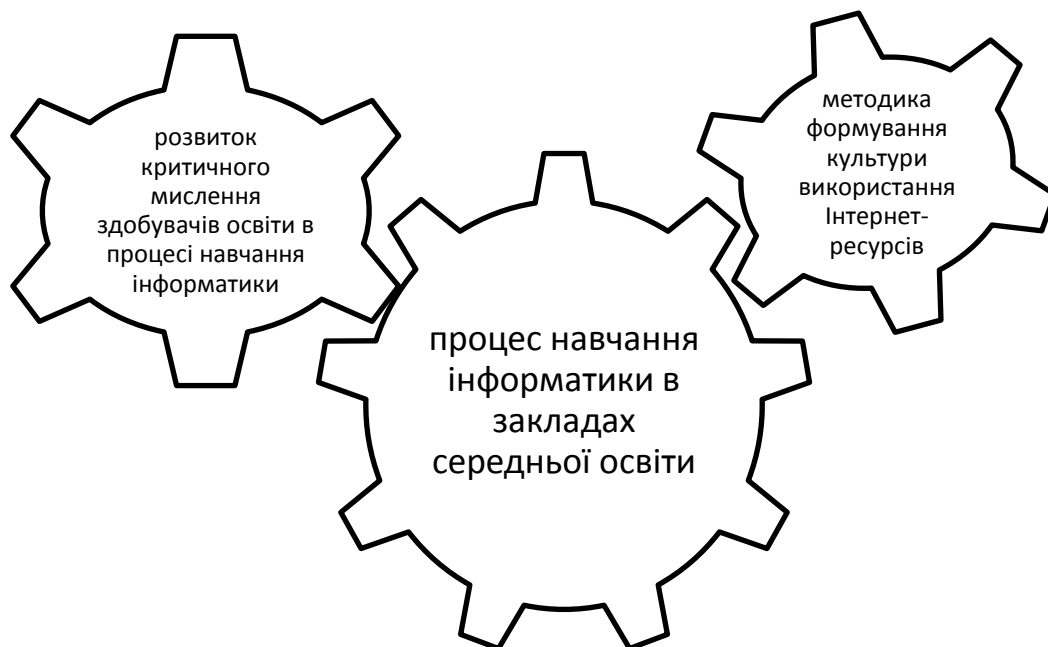 розвиток
критичного
мислення
здобувачів освіти в
процесі навчання
інформатики
методика
формування
культури
використання
Інтернет-
ресурсів
процес навчання
інформатики в
закладах
середньої освіти